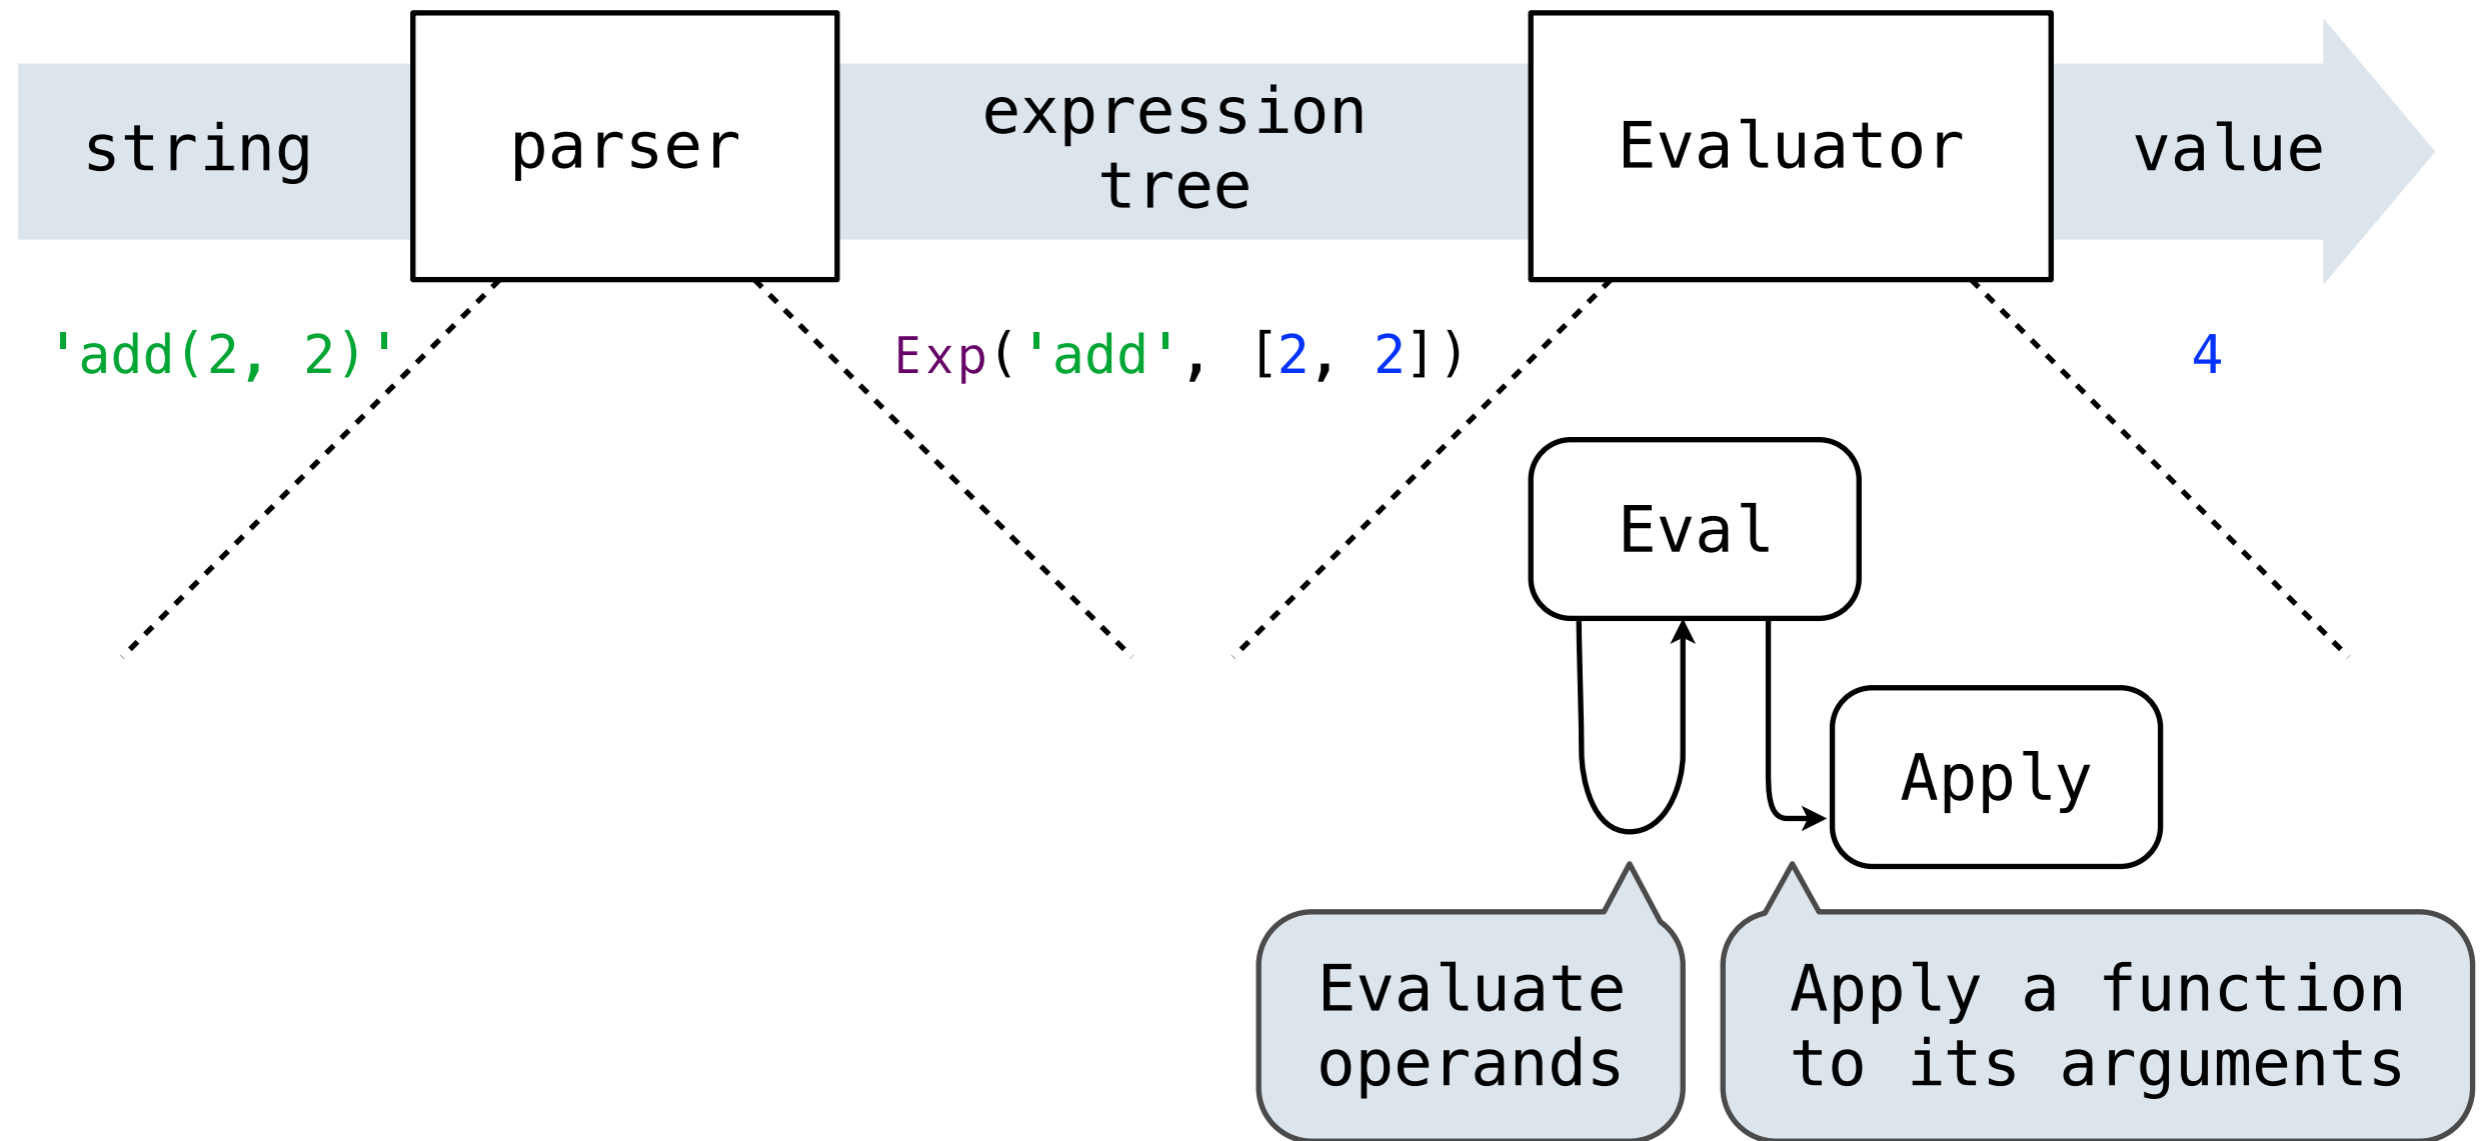 string
parser
expression
tree
Evaluator
value
'add(2, 2)'
Exp('add', [2, 2])
4
Eval
Apply
Evaluate
operands
Apply a function
to its arguments